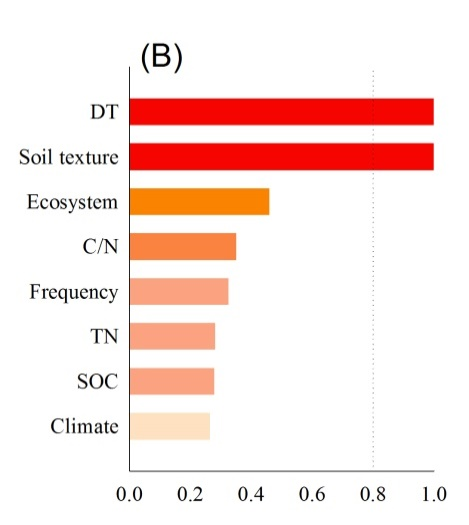 (B)
DT
Soil texture
Ecosystem
C/N
Frequency
TN
SOC
Climate
0.0 0.2 0.4 0.6 0.8 1.0